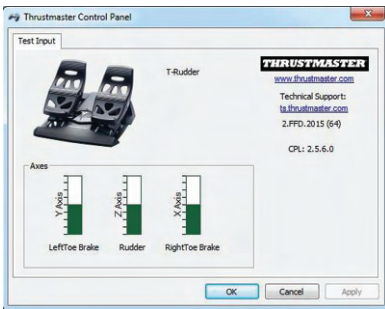 Thrustmaster Control Panel
Test Input
T-Rudder
THRUSTMASTER
www.thrustmaster.com
Technical Support:
ts.thrustmaster.com
2.FFD.2015 (64)
CPL: 2.5.6.0
Axes
Y Axis
Z Axis
X Axis
LeftToe Brake
Rudder
RightToe Brake
OK
Cancel
Apply